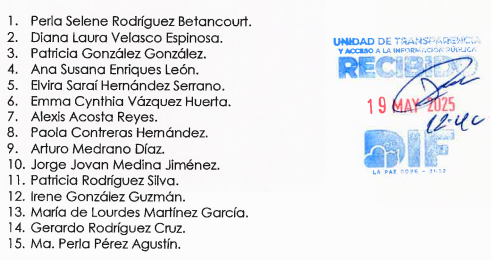 1. Perla Selene Rodríguez Betancourt.
2. Diana Laura Velasco Espinosa.
3. Patricia González González.
4. Ana Susana Enriques León.
5. Elvira Saraí Hernández Serrano.
6. Emma Cynthia Vázquez Huerta.
7. Alexis Acosta Reyes.
8. Paola Contreras Hernández.
9. Arturo Medrano Díaz.
10. Jorge Jovan Medina Jiménez.
11. Patricia Rodríguez Silva.
12. Irene González Guzmán.
13. María de Lourdes Martínez García.
14. Gerardo Rodríguez Cruz.
15. Ma. Perla Pérez Agustín.
UNIDAD DE TRANSPARENCIA
Y ACCESO A LA INFORMACIÓN PÚBLICA
RECIBIDO
19 MAY 2025
DIF
LA PAZ